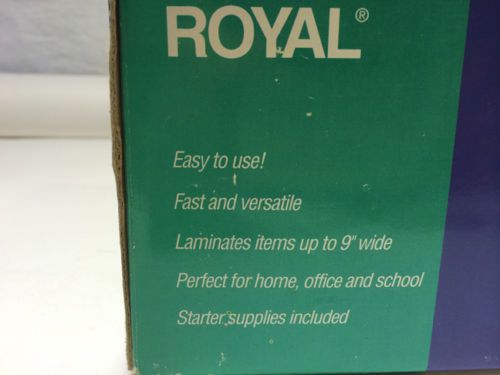 ROYAL®
Easy to use!
Fast and versatile
Laminates items up to 9" wide
Perfect for home, office and school
Starter supplies included